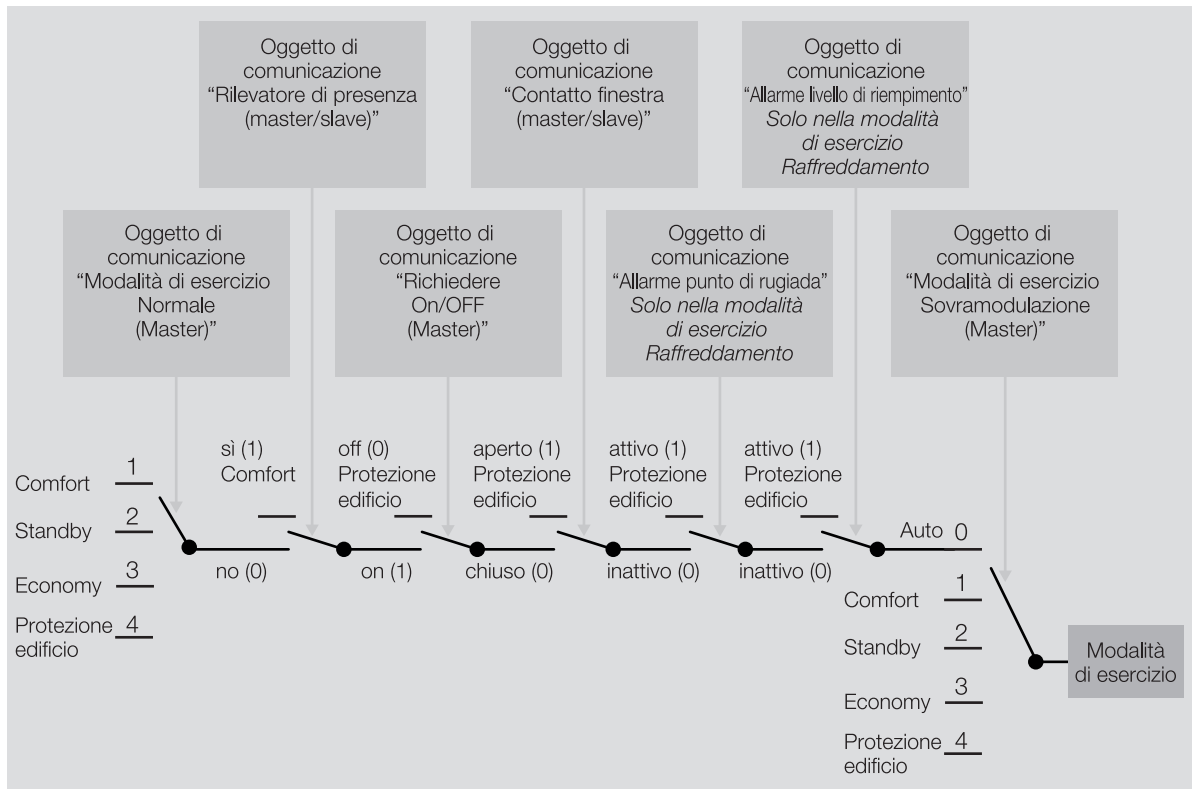 Oggetto di
comunicazione
“Rilevatore di presenza
(master/slave)”
Oggetto di
comunicazione
“Contatto finestra
(master/slave)”
Oggetto di
comunicazione
“Allarme livello di riempimento”
Solo nella modalità
di esercizio
Raffreddamento
Oggetto di
comunicazione
“Modalità di esercizio
Normale
(Master)”
Oggetto di
comunicazione
“Richiedere
On/OFF
(Master)”
Oggetto di
comunicazione
“Allarme punto di rugiada”
Solo nella modalità
di esercizio
Raffreddamento
Oggetto di
comunicazione
“Modalità di esercizio
Sovramodulazione
(Master)”
sì (1)
Comfort
off (0)
Protezione
edificio
aperto (1)
Protezione
edificio
attivo (1)
Protezione
edificio
attivo (1)
Protezione
edificio
Comfort 1
Standby 2
Economy 3
Protezione 4
edificio
no (0)
on (1)
chiuso (0)
inattivo (0)
inattivo (0)
Auto 0
Comfort 1
Standby 2
Economy 3
Protezione 4
edificio
Modalità
di esercizio